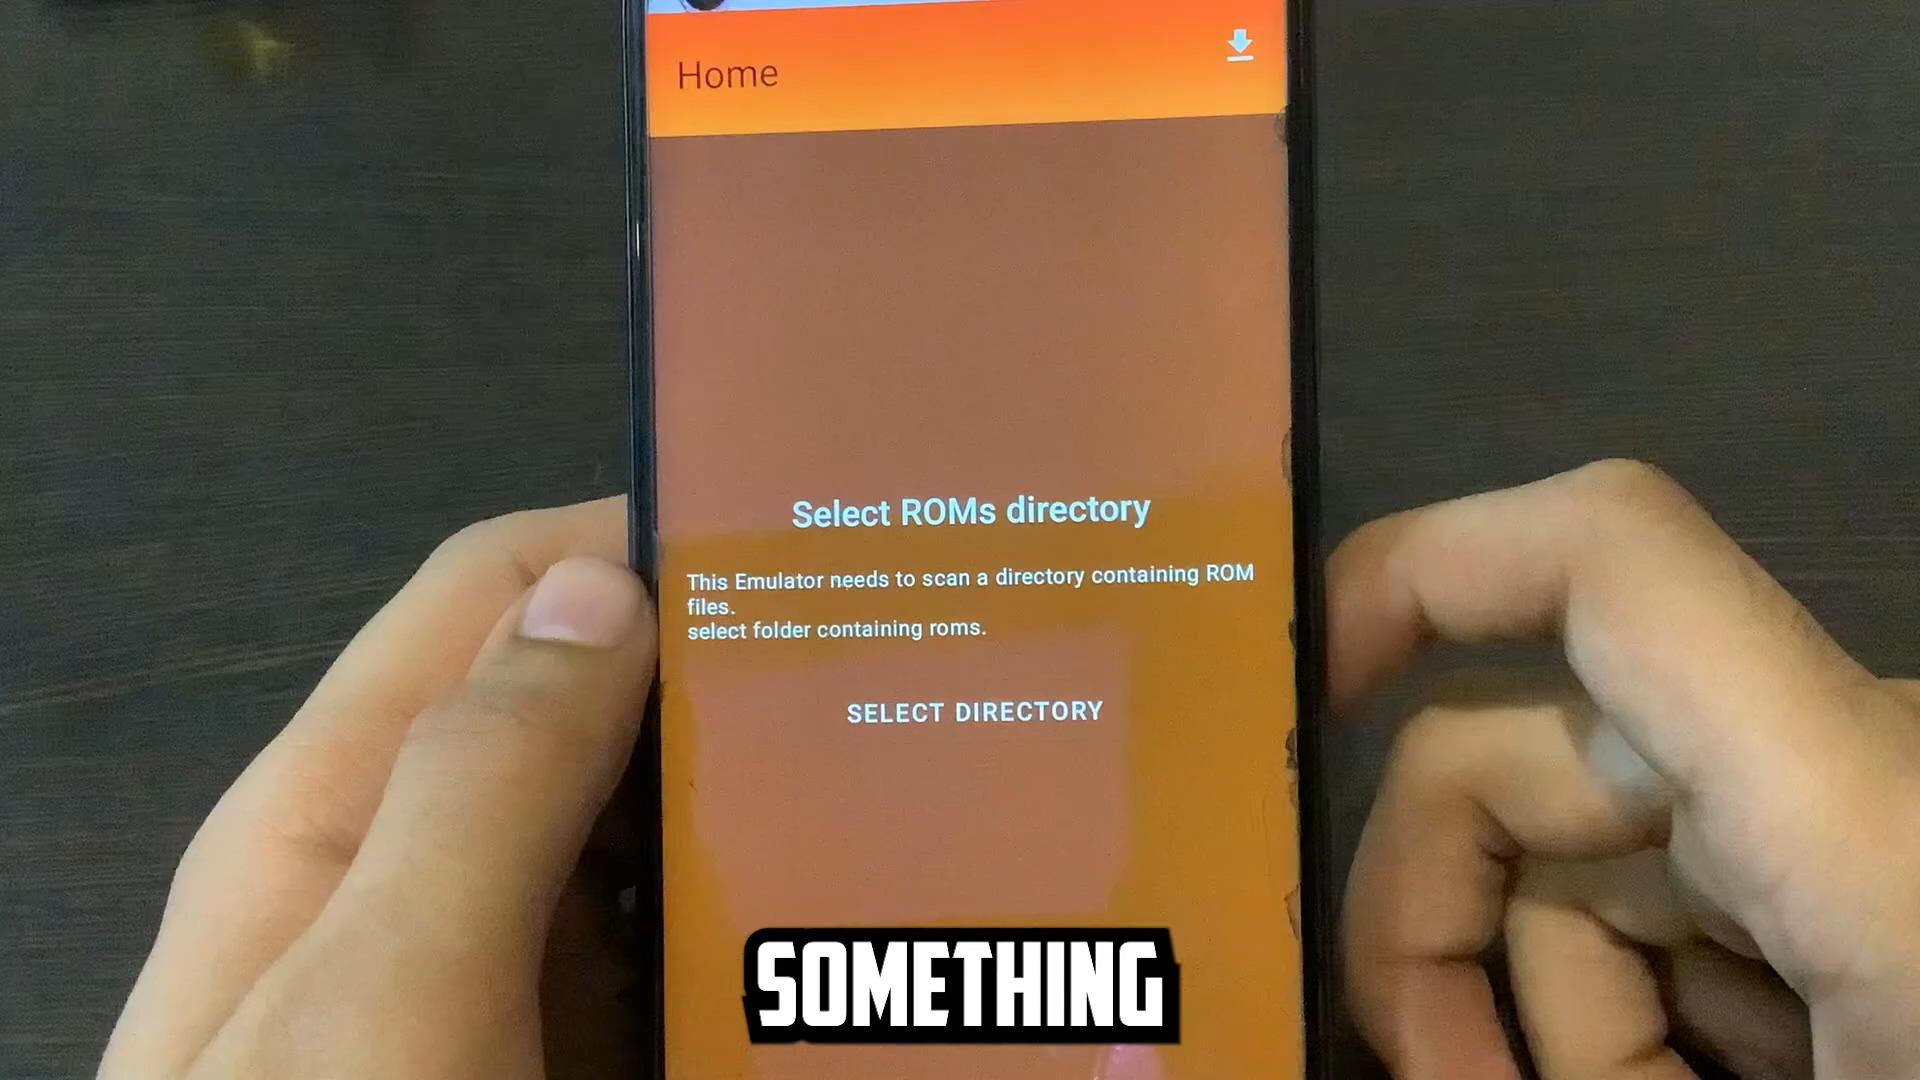 Home
Select ROMs directory
This Emulator needs to scan a directory containing ROM
files.
select folder containing roms.
SELECT DIRECTORY
SOMETHING